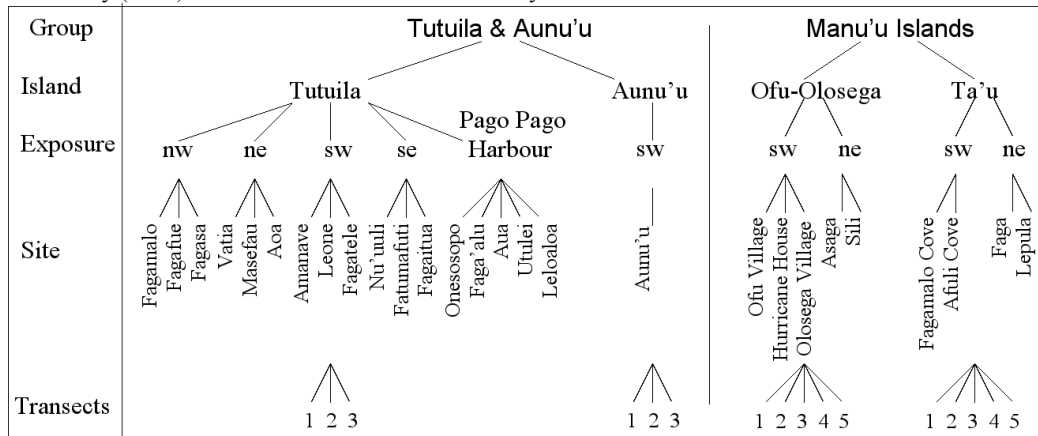 Group Tutuila & Aunu'u Manu'u Islands
Island Tutuila Aunu'u Ofu-Olosega Ta'u
Pago Pago
Exposure nw ne sw se Harbour sw sw ne sw ne
Site
Fagamalo
Fagafue
Fagasa
Vatia
Masefau
Aoa
Amanave
Leone
Fagatele
Nu'uuli
Fatumafuti
Fagaitua
Onesosopo
Faga'alu
Aua
Utulei
Leloaloa
Aunu'u
Ofu Village
Hurricane House
Olosega Village
Asaga
Sili
Fagamalo Cove
Afuli Cove
Faga
Lepula
Transects 1 2 3 1 2 3 1 2 3 4 5 1 2 3 4 5